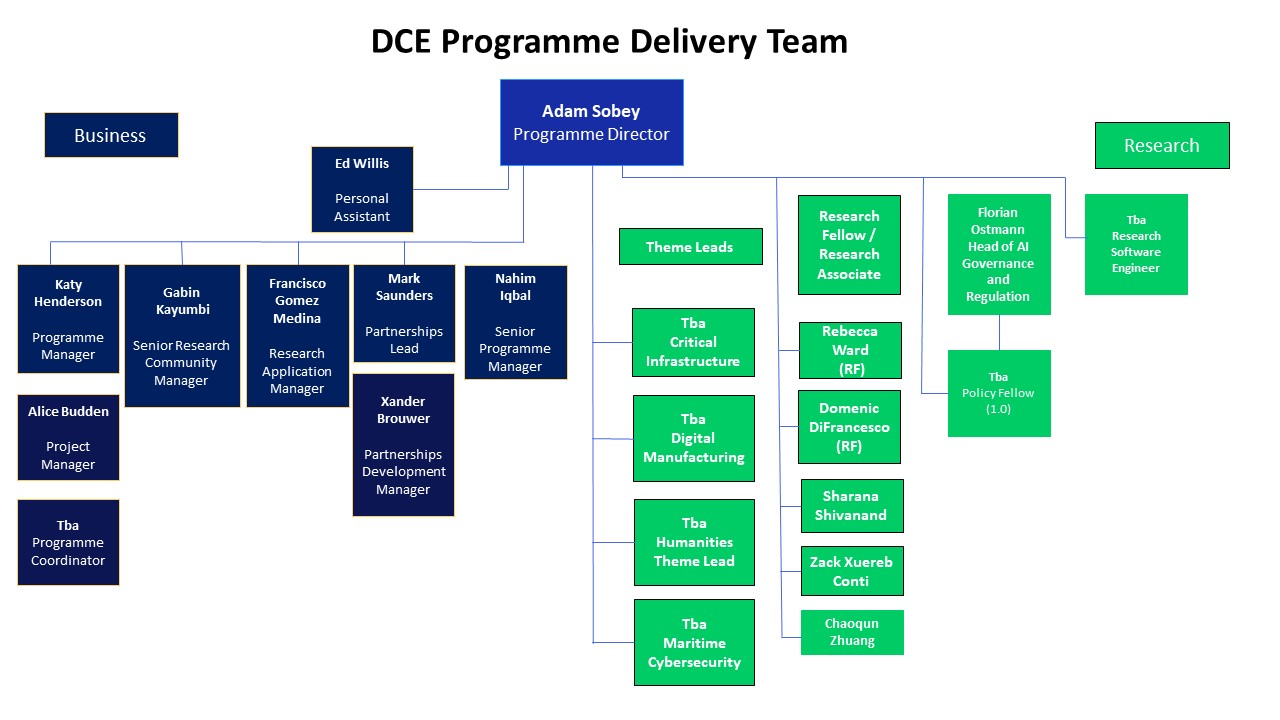 DCE Programme Delivery Team
Adam Sobey
Programme Director
Business
Research
Ed Willis
Personal
Assistant
Katy
Henderson
Programme
Manager
Gabin
Kayumbi
Senior Research
Community
Manager
Francisco
Gomez
Medina
Research
Application
Manager
Mark
Saunders
Partnerships
Lead
Nahim
Iqbal
Senior
Programme
Manager
Alice Budden
Project
Manager
Xander
Brouwer
Partnerships
Development
Manager
Tba
Programme
Coordinator
Theme Leads
Tba
Critical
Infrastructure
Tba
Digital
Manufacturing
Tba
Humanities
Theme Lead
Tba
Maritime
Cybersecurity
Research
Fellow /
Research
Associate
Rebecca
Ward
(RF)
Domenic
DiFrancesco
(RF)
Sharana
Shivanand
Zack Xuereb
Conti
Chaoqun
Zhuang
Florian
Ostmann
Head of AI
Governance
and
Regulation
Tba
Policy Fellow
(1.0)
Tba
Research
Software
Engineer